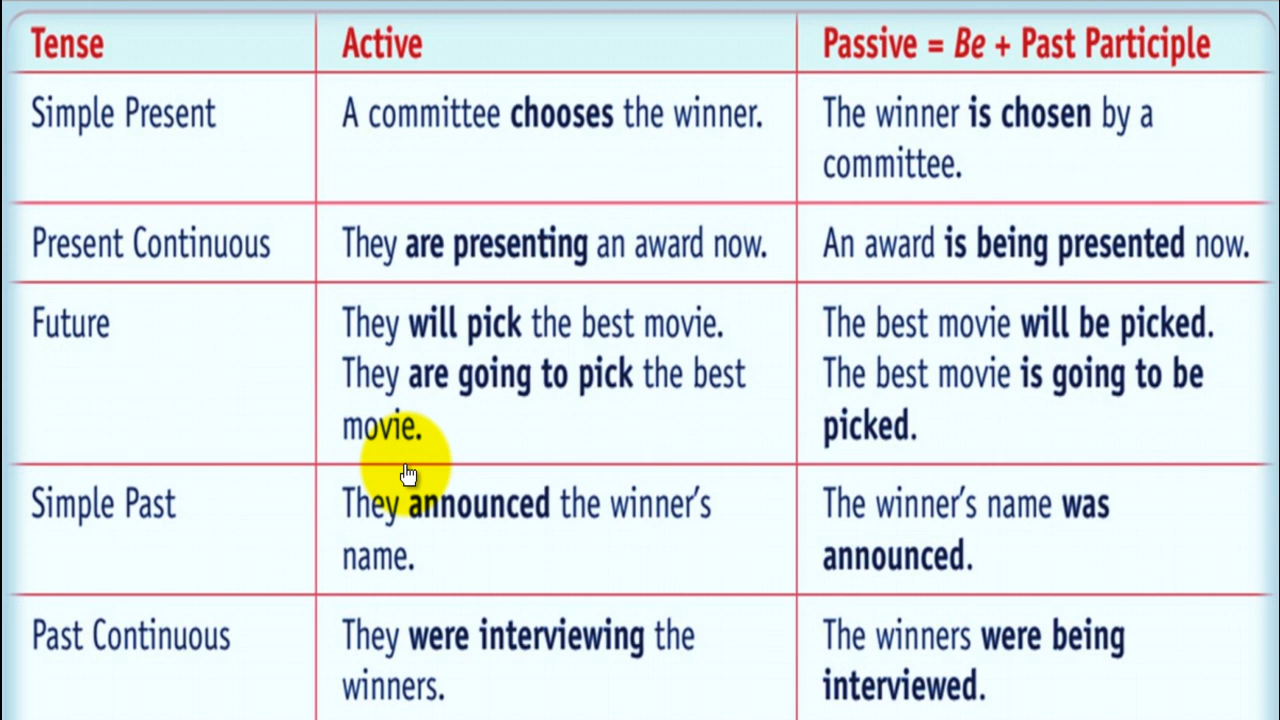 Tense Active Passive = Be + Past Participle
Simple Present A committee chooses the winner. The winner is chosen by a
committee.
Present Continuous They are presenting an award now. An award is being presented now.
Future They will pick the best movie. The best movie will be picked.
They are going to pick the best The best movie is going to be
movie. picked.
Simple Past They announced the winner’s The winner’s name was
name. announced.
Past Continuous They were interviewing the The winners were being
winners. interviewed.